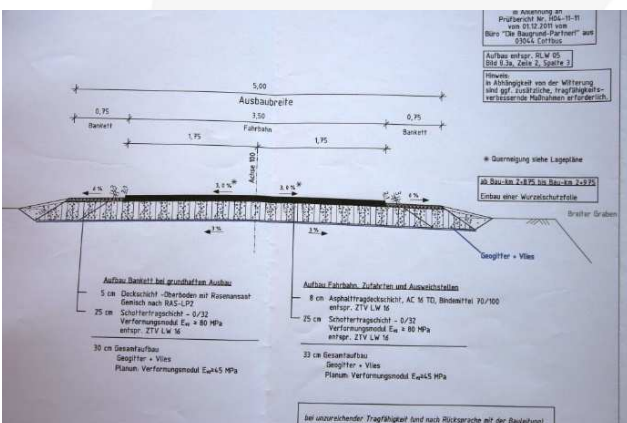 in Anlehnung an
Prüfbericht Nr. H04-11-11
vom 01.12.2011 vom
Büro "Die Baugrund-Partner!" aus
03044 Cottbus
Aufbau entspr. RLW 05
Bild 8.3a, Zeile 2, Spalte 3
Hinweis:
in Abhängigkeit von der Witterung
sind ggf. zusätzliche, tragfähigkeits-
verbessernde Maßnahmen erforderlich.
5,00
Ausbaubreite
0,75
3,50
0,75
Bankett
Fahrbahn
Bankett
1,75
1,75
Achse 100
* Querneigung siehe Lagepläne
6 %
3,0 %*
3,0 %*
6 %
ab Bau-km 2+875 bis Bau-km 2+975
Einbau einer Wurzelschutzfolie
Breiter Graben
3 %
3 %
Geogitter + Vlies
Aufbau Bankett bei grundhaften Ausbau
5 cm Deckschicht -Oberboden mit Rasenansaat
Gemisch nach RAS-LP2
25 cm Schottertragschicht - 0/32
Verformungsmodul Ev2 ≥ 80 MPa
entspr. ZTV LW 16
30 cm Gesamtaufbau
Geogitter + Vlies
Planum: Verformungsmodul Ev2≥45 MPa
Aufbau Fahrbahn, Zufahrten und Ausweichstellen
8 cm Asphalttragdeckschicht, AC 16 TD, Bindemittel 70/100
entspr. ZTV LW 16
25 cm Schottertragschicht - 0/32
Verformungsmodul Ev2 ≥ 80 MPa
entspr. ZTV LW 16
33 cm Gesamtaufbau
Geogitter + Vlies
Planum: Verformungsmodul Ev2≥45 MPa
bei unzureichender Tragfähigkeit (und nach Rücksprache mit der Bauleitung)